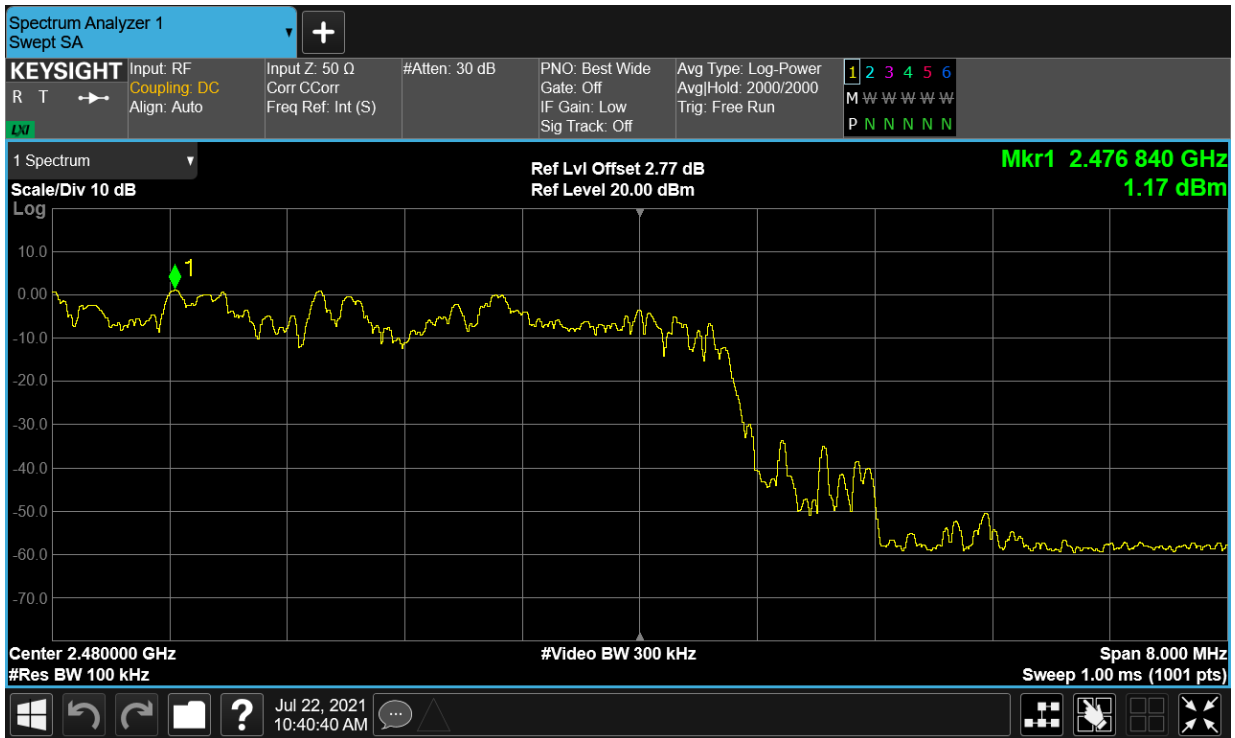 Spectrum Analyzer 1
Swept SA
KEYSIGHT
R T
LXI
Input: RF
Coupling: DC
Align: Auto
Input Z: 50 Ω
Corr CCorr
Freq Ref: Int (S)
#Atten: 30 dB
PNO: Best Wide
Gate: Off
IF Gain: Low
Sig Track: Off
Avg Type: Log-Power
Avg|Hold: 2000/2000
Trig: Free Run
1 2 3 4 5 6
M W W W W W
P N N N N N
1 Spectrum
Scale/Div 10 dB
Log
Ref Lvl Offset 2.77 dB
Ref Level 20.00 dBm
Mkr1 2.476 840 GHz
1.17 dBm
10.0
0.00
-10.0
-20.0
-30.0
-40.0
-50.0
-60.0
-70.0
1
Center 2.480000 GHz
#Res BW 100 kHz
#Video BW 300 kHz
Span 8.000 MHz
Sweep 1.00 ms (1001 pts)
?
Jul 22, 2021
10:40:40 AM